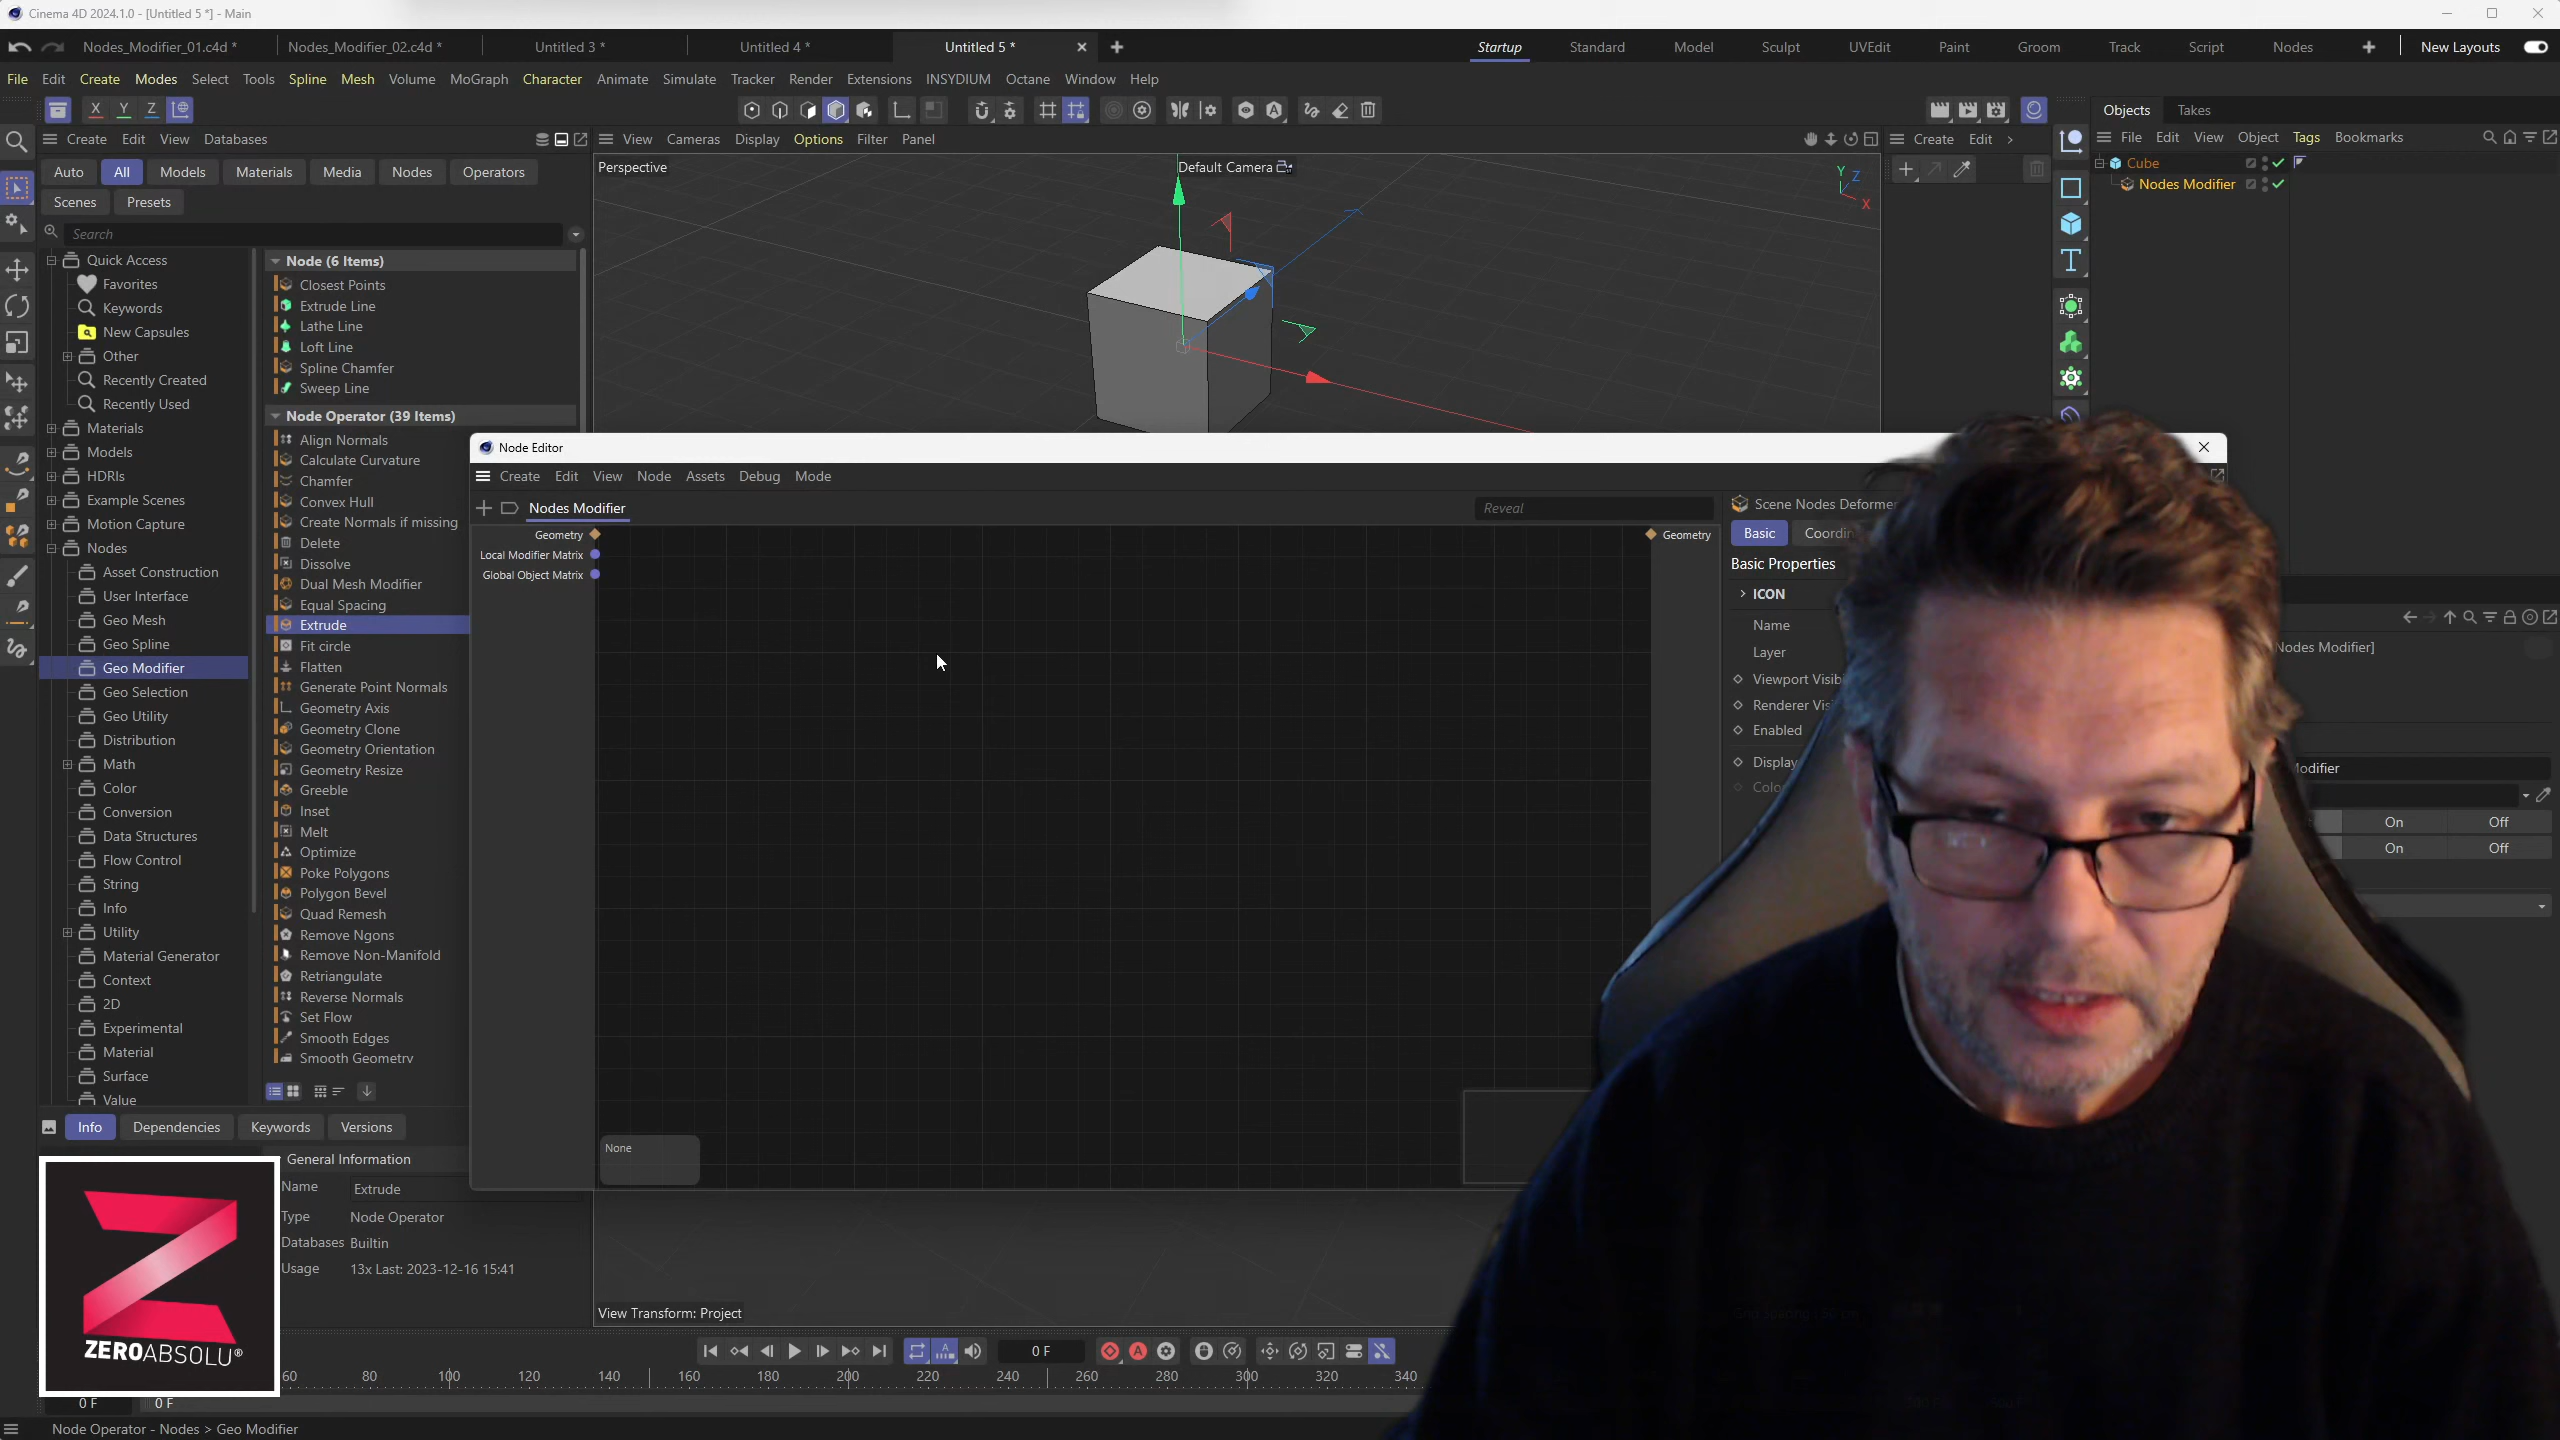 Cinema 4D 2024.1.0 - [Untitled 5 *] - Main
Nodes_Modifier_01.c4d *
Nodes_Modifier_02.c4d *
Untitled 3 *
Untitled 4 *
Untitled 5 *
Startup
Standard
Model
Sculpt
UVEdit
Paint
Groom
Track
Script
Nodes
New Layouts
File Edit Create Modes Select Tools Spline Mesh Volume MoGraph Character Animate Simulate Tracker Render Extensions INSYDIUM Octane Window Help
X Y Z
Objects Takes
Create Edit View Databases
View Cameras Display Options Filter Panel
Create Edit
File Edit View Object Tags Bookmarks
Auto All Models Materials Media Nodes Operators
Scenes Presets
Search
Perspective
Default Camera
Y
Z
X
Cube
Nodes Modifier
Quick Access
Favorites
Keywords
New Capsules
Other
Recently Created
Recently Used
Materials
Models
HDRIs
Example Scenes
Motion Capture
Nodes
Asset Construction
User Interface
Geo Mesh
Geo Spline
Geo Modifier
Geo Selection
Geo Utility
Distribution
Math
Color
Conversion
Data Structures
Flow Control
String
Info
Utility
Material Generator
Context
2D
Experimental
Material
Surface
Value
Node (6 Items)
Closest Points
Extrude Line
Lathe Line
Loft Line
Spline Chamfer
Sweep Line
Node Operator (39 Items)
Align Normals
Calculate Curvature
Chamfer
Convex Hull
Create Normals if missing
Delete
Dissolve
Dual Mesh Modifier
Equal Spacing
Extrude
Fit circle
Flatten
Generate Point Normals
Geometry Axis
Geometry Clone
Geometry Orientation
Geometry Resize
Greeble
Inset
Melt
Optimize
Poke Polygons
Polygon Bevel
Quad Remesh
Remove Ngons
Remove Non-Manifold
Retriangulate
Reverse Normals
Set Flow
Smooth Edges
Smooth Geometry
Node Editor
Create Edit View Node Assets Debug Mode
Nodes Modifier
Reveal
Geometry
Local Modifier Matrix
Global Object Matrix
Geometry
None
Scene Nodes Deformer
Basic
Basic Properties
ICON
Name
Layer
Enabled
Display
Nodes Modifier]
Modifier
On Off
On Off
Info Dependencies Keywords Versions
General Information
Name Extrude
Type Node Operator
Databases Builtin
Usage 13x Last: 2023-12-16 15:41
ZEROABSOLU®
View Transform: Project
0 F
60 80 100 120 140 160 180 200 220 240 260 280 300 320 340
0 F 0 F
Node Operator - Nodes > Geo Modifier